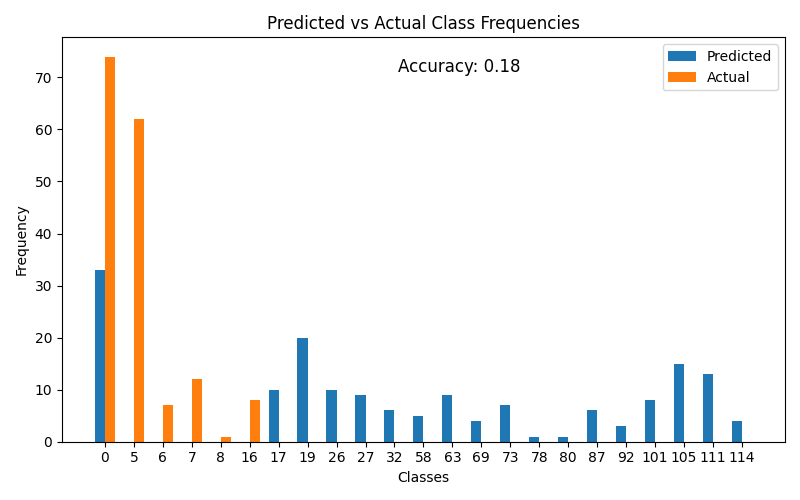 Predicted vs Actual Class Frequencies
Accuracy: 0.18
Predicted
Actual
Frequency
70
60
50
40
30
20
10
0
0 5 6 7 8 16 17 19 26 27 32 58 63 69 73 78 80 87 92 101 105 111 114
Classes